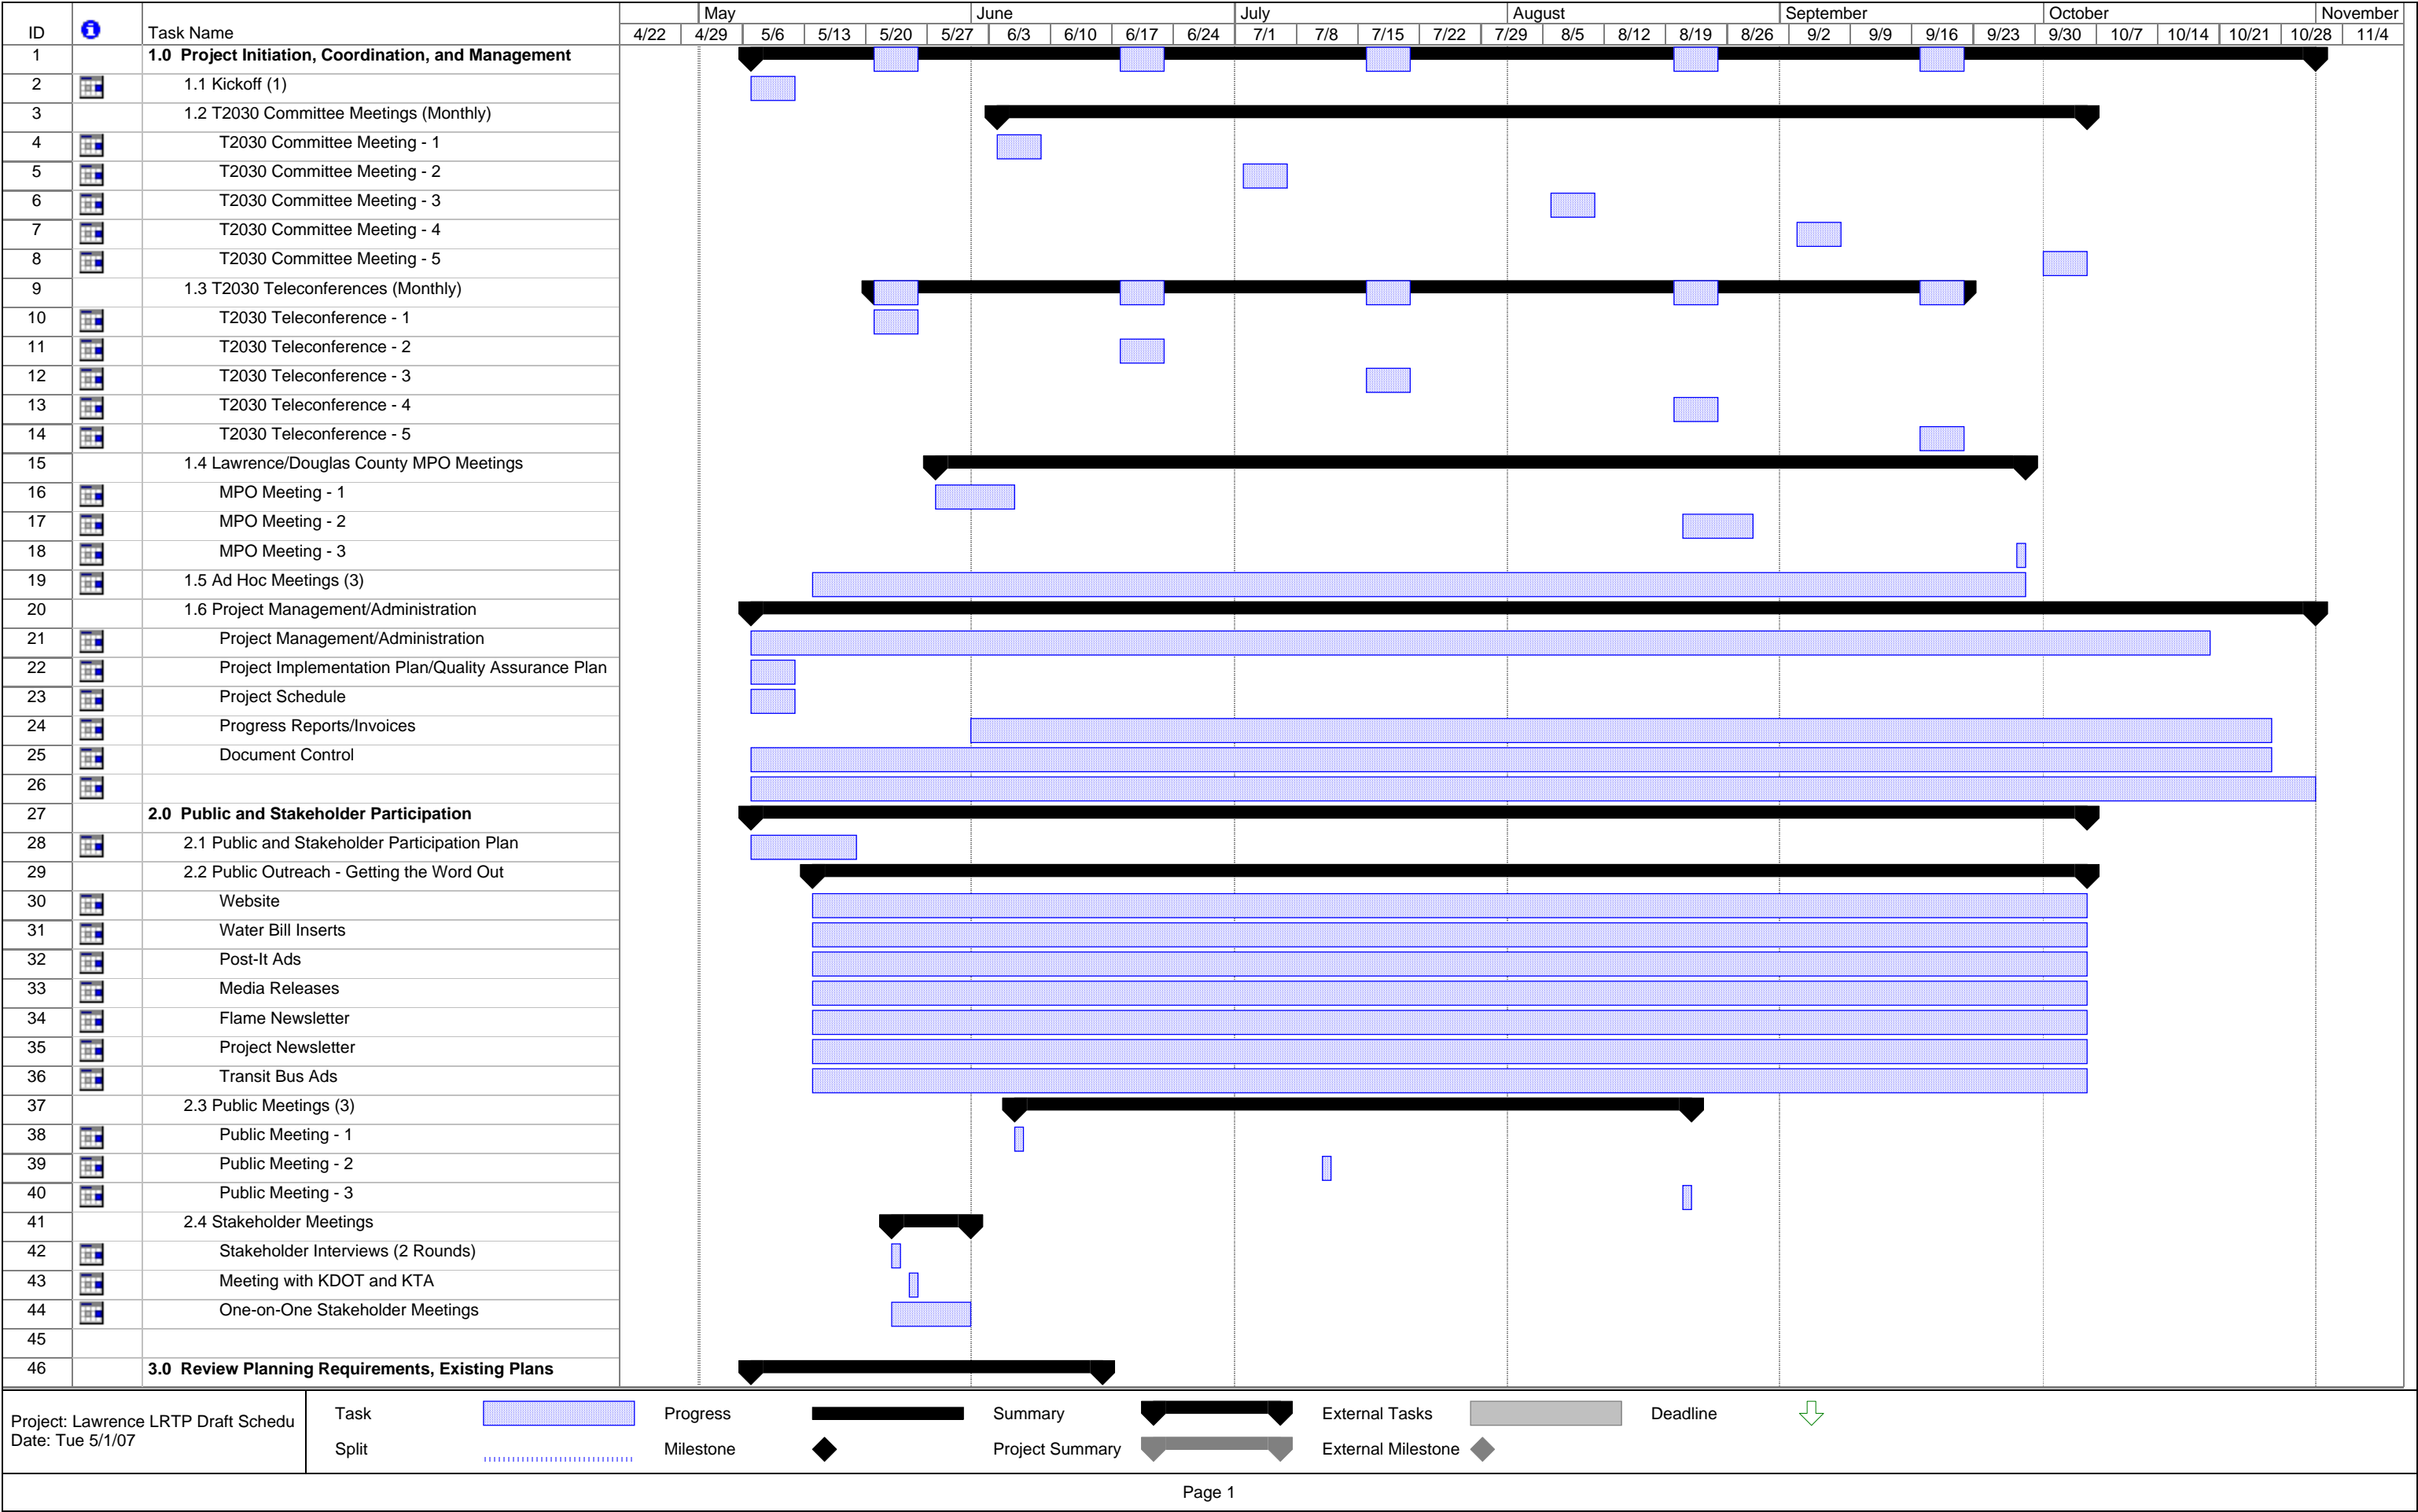 May June July August September October November
ID Task Name 4/22 4/29 5/6 5/13 5/20 5/27 6/3 6/10 6/17 6/24 7/1 7/8 7/15 7/22 7/29 8/5 8/12 8/19 8/26 9/2 9/9 9/16 9/23 9/30 10/7 10/14 10/21 10/28 11/4
1 1.0 Project Initiation, Coordination, and Management
2 1.1 Kickoff (1)
3 1.2 T2030 Committee Meetings (Monthly)
4 T2030 Committee Meeting - 1
5 T2030 Committee Meeting - 2
6 T2030 Committee Meeting - 3
7 T2030 Committee Meeting - 4
8 T2030 Committee Meeting - 5
9 1.3 T2030 Teleconferences (Monthly)
10 T2030 Teleconference - 1
11 T2030 Teleconference - 2
12 T2030 Teleconference - 3
13 T2030 Teleconference - 4
14 T2030 Teleconference - 5
15 1.4 Lawrence/Douglas County MPO Meetings
16 MPO Meeting - 1
17 MPO Meeting - 2
18 MPO Meeting - 3
19 1.5 Ad Hoc Meetings (3)
20 1.6 Project Management/Administration
21 Project Management/Administration
22 Project Implementation Plan/Quality Assurance Plan
23 Project Schedule
24 Progress Reports/Invoices
25 Document Control
26
27 2.0 Public and Stakeholder Participation
28 2.1 Public and Stakeholder Participation Plan
29 2.2 Public Outreach - Getting the Word Out
30 Website
31 Water Bill Inserts
32 Post-It Ads
33 Media Releases
34 Flame Newsletter
35 Project Newsletter
36 Transit Bus Ads
37 2.3 Public Meetings (3)
38 Public Meeting - 1
39 Public Meeting - 2
40 Public Meeting - 3
41 2.4 Stakeholder Meetings
42 Stakeholder Interviews (2 Rounds)
43 Meeting with KDOT and KTA
44 One-on-One Stakeholder Meetings
45
46 3.0 Review Planning Requirements, Existing Plans
Project: Lawrence LRTP Draft Schedu
Date: Tue 5/1/07
Task Progress Summary External Tasks Deadline
Split Milestone Project Summary External Milestone
Page 1